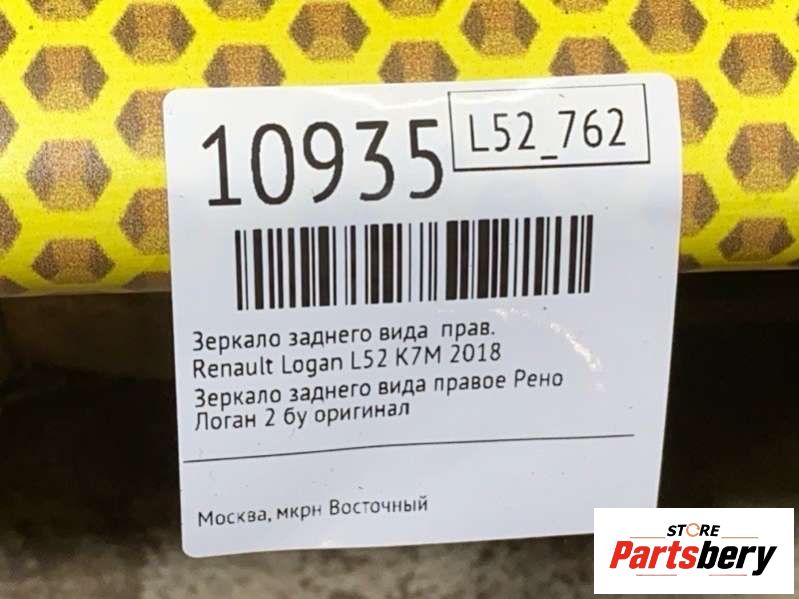 10935
L52_762
Зеркало заднего вида прав.
Renault Logan L52 K7M 2018
Зеркало заднего вида правое Рено
Логан 2 бу оригинал
Москва, мкрн Восточный
STORE
Partsbery